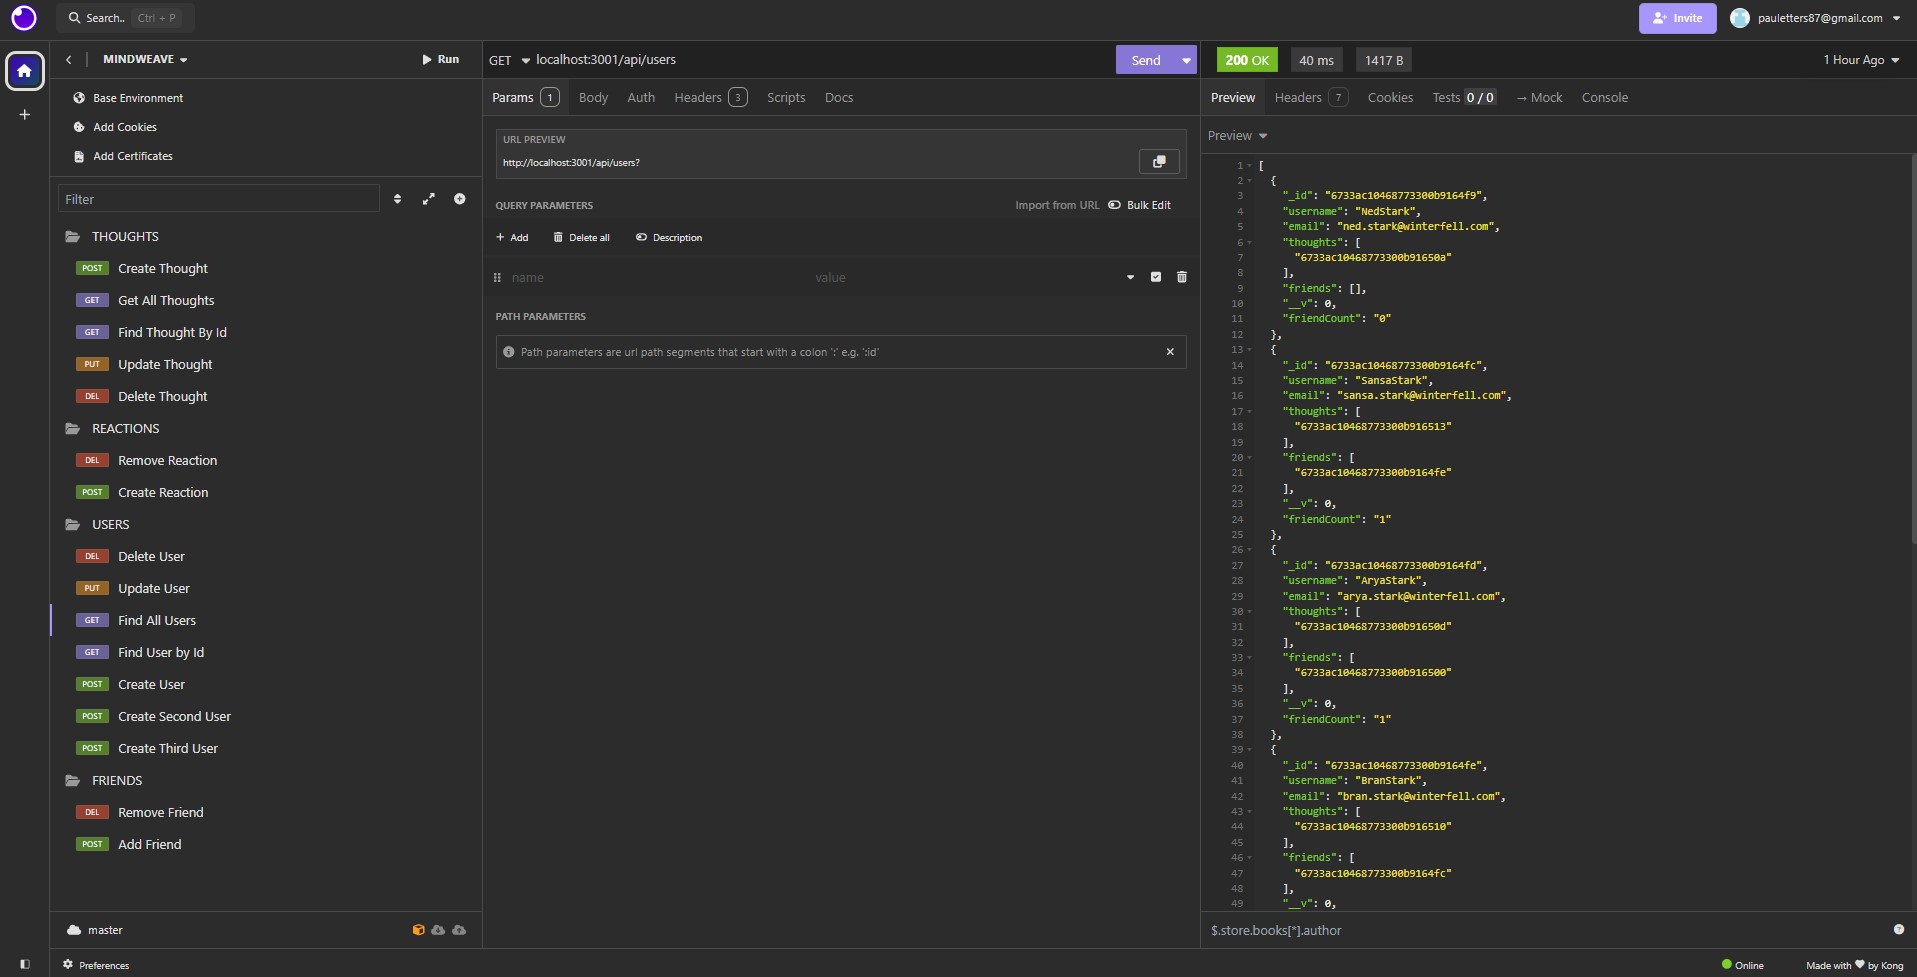 Search.. Ctrl + P
Invite
pauletters87@gmail.com
MINDWEAVE
Run
Base Environment
Add Cookies
Add Certificates
Filter
THOUGHTS
POST Create Thought
GET Get All Thoughts
GET Find Thought By Id
PUT Update Thought
DEL Delete Thought
REACTIONS
DEL Remove Reaction
POST Create Reaction
USERS
DEL Delete User
PUT Update User
GET Find All Users
GET Find User by Id
POST Create User
POST Create Second User
POST Create Third User
FRIENDS
DEL Remove Friend
POST Add Friend
master
Preferences
GET localhost:3001/api/users Send
Params 1 Body Auth Headers 3 Scripts Docs
URL PREVIEW
http://localhost:3001/api/users?
QUERY PARAMETERS Import from URL Bulk Edit
+ Add Delete all Description
name value
PATH PARAMETERS
Path parameters are url path segments that start with a colon ':' e.g. ':id'
200 OK 40 ms 1417 B 1 Hour Ago
Preview Headers 7 Cookies Tests 0 / 0 → Mock Console
Preview
1 [
2 {
3 "_id": "6733ac10468773300b9164f9",
4 "username": "NedStark",
5 "email": "ned.stark@winterfell.com",
6 "thoughts": [
7 "6733ac10468773300b91650a"
8 ],
9 "friends": [],
10 "__v": 0,
11 "friendCount": "0"
12 },
13 {
14 "_id": "6733ac10468773300b9164fc",
15 "username": "SansaStark",
16 "email": "sansa.stark@winterfell.com",
17 "thoughts": [
18 "6733ac10468773300b916513"
19 ],
20 "friends": [
21 "6733ac10468773300b9164fe"
22 ],
23 "__v": 0,
24 "friendCount": "1"
25 },
26 {
27 "_id": "6733ac10468773300b9164fd",
28 "username": "AryaStark",
29 "email": "arya.stark@winterfell.com",
30 "thoughts": [
31 "6733ac10468773300b91650d"
32 ],
33 "friends": [
34 "6733ac10468773300b916500"
35 ],
36 "__v": 0,
37 "friendCount": "1"
38 },
39 {
40 "_id": "6733ac10468773300b9164fe",
41 "username": "BranStark",
42 "email": "bran.stark@winterfell.com",
43 "thoughts": [
44 "6733ac10468773300b916510"
45 ],
46 "friends": [
47 "6733ac10468773300b9164fc"
48 ],
49 "__v": 0,
$.store.books[*].author
Online
Made with ♥ by Kong